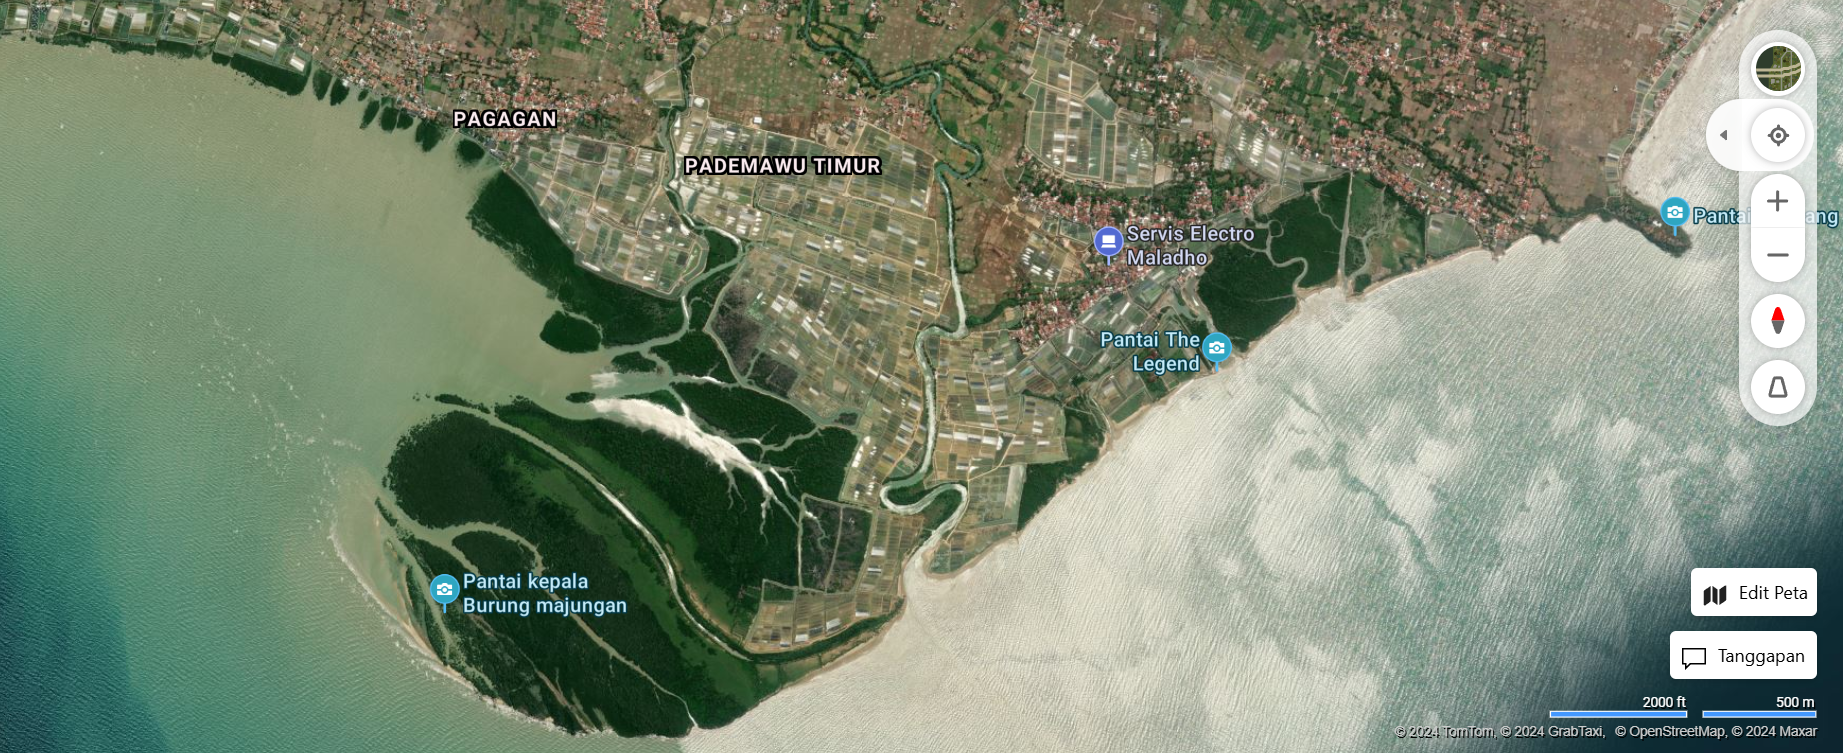 PAGAGAN
PADEMAWU TIMUR
Pantai
ang
Servis Electro
Maladho
Pantai The
Legend
Pantai kepala
Burung majungan
Edit Peta
Tanggapan
2000 ft
500 m
© 2024 TomTom, © 2024 GrabTaxi, © OpenStreetMap, © 2024 Maxar